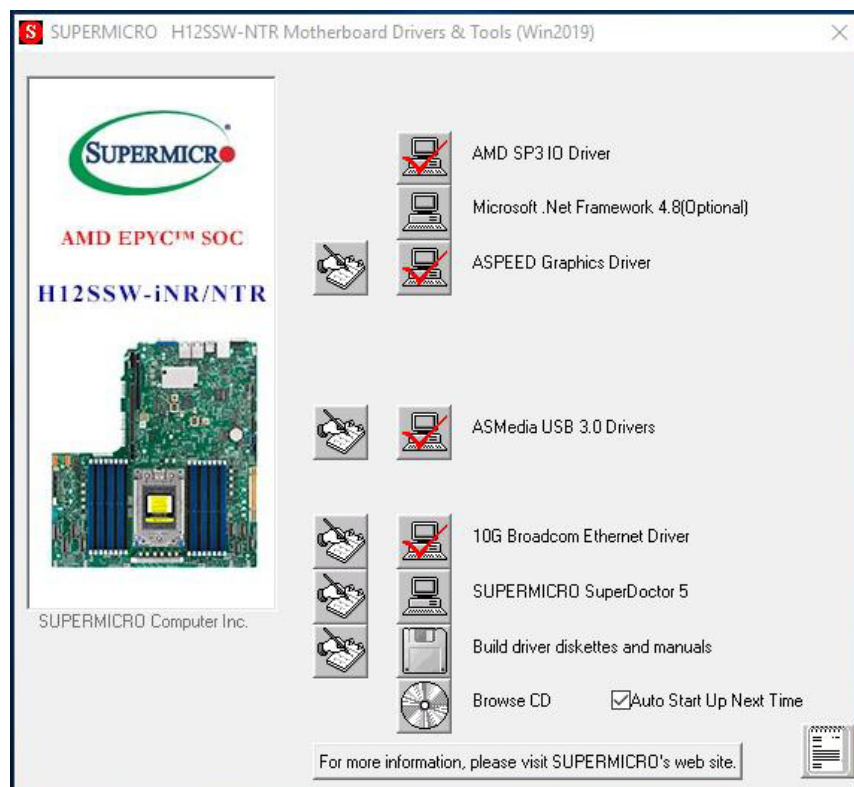 S SUPERMICRO H12SSW-NTR Motherboard Drivers & Tools (Win2019)
SUPERMICR
AMD EPYC™ SOC
H12SSW-iNR/NTR
SUPERMICRO Computer Inc.
AMD SP3 IO Driver
Microsoft .Net Framework 4.8(Optional)
ASPEED Graphics Driver
ASMedia USB 3.0 Drivers
10G Broadcom Ethernet Driver
SUPERMICRO SuperDoctor 5
Build driver diskettes and manuals
Browse CD Auto Start Up Next Time
For more information, please visit SUPERMICRO's web site.